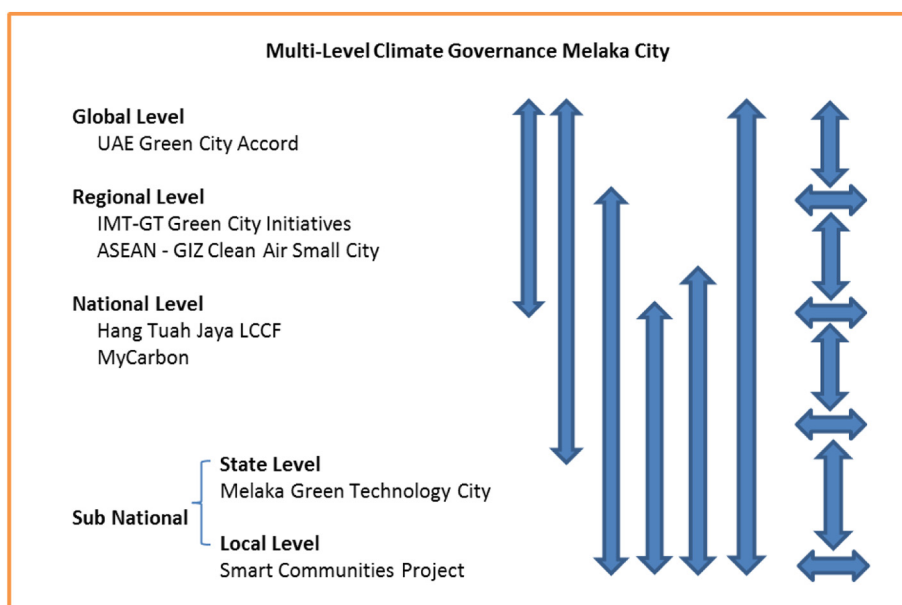 Multi-Level Climate Governance Melaka City
Global Level
UAE Green City Accord
Regional Level
IMT-GT Green City Initiatives
ASEAN - GIZ Clean Air Small City
National Level
Hang Tuah Jaya LCCF
MyCarbon
Sub National
State Level
Melaka Green Technology City
Local Level
Smart Communities Project